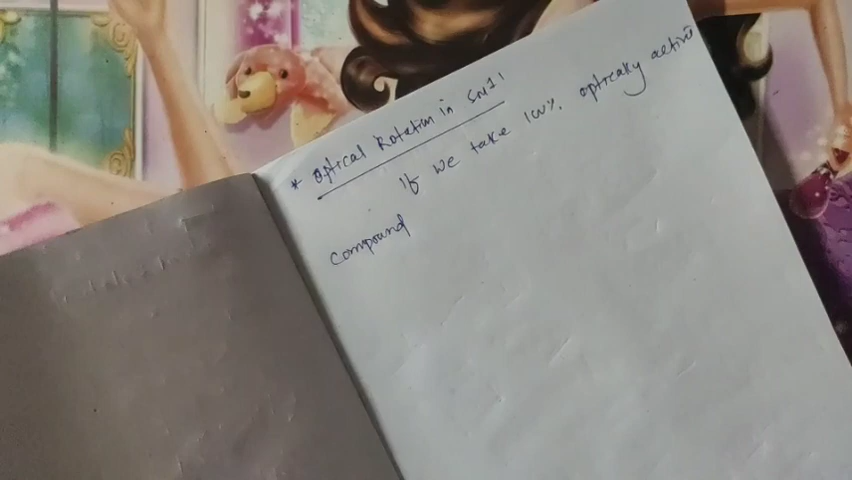 * Optical Rotation in SN1'
If we take 100%. optically active
compound